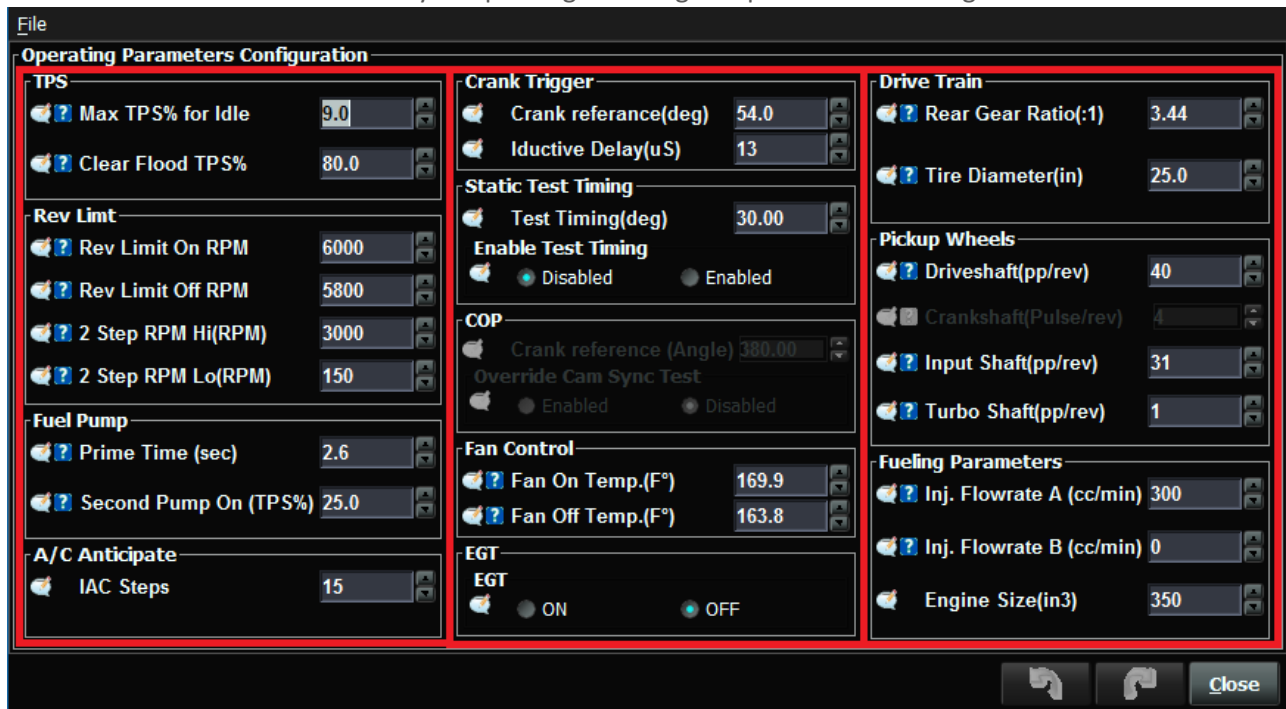 File
Operating Parameters Configuration
TPS
Max TPS% for Idle 9.0
Clear Flood TPS% 80.0
Rev Limt
Rev Limit On RPM 6000
Rev Limit Off RPM 5800
2 Step RPM Hi(RPM) 3000
2 Step RPM Lo(RPM) 150
Fuel Pump
Prime Time (sec) 2.6
Second Pump On (TPS%) 25.0
A/C Anticipate
IAC Steps 15
Crank Trigger
Crank referance(deg) 54.0
Iductive Delay(uS) 13
Static Test Timing
Test Timing(deg) 30.00
Enable Test Timing
Disabled Enabled
COP
Crank reference (Angle) 380.00
Override Cam Sync Test
Enabled Disabled
Fan Control
Fan On Temp.(F°) 169.9
Fan Off Temp.(F°) 163.8
EGT
EGT
ON OFF
Drive Train
Rear Gear Ratio(:1) 3.44
Tire Diameter(in) 25.0
Pickup Wheels
Driveshaft(pp/rev) 40
Crankshaft(Pulse/rev) 4
Input Shaft(pp/rev) 31
Turbo Shaft(pp/rev) 1
Fueling Parameters
Inj. Flowrate A (cc/min) 300
Inj. Flowrate B (cc/min) 0
Engine Size(in3) 350
Close